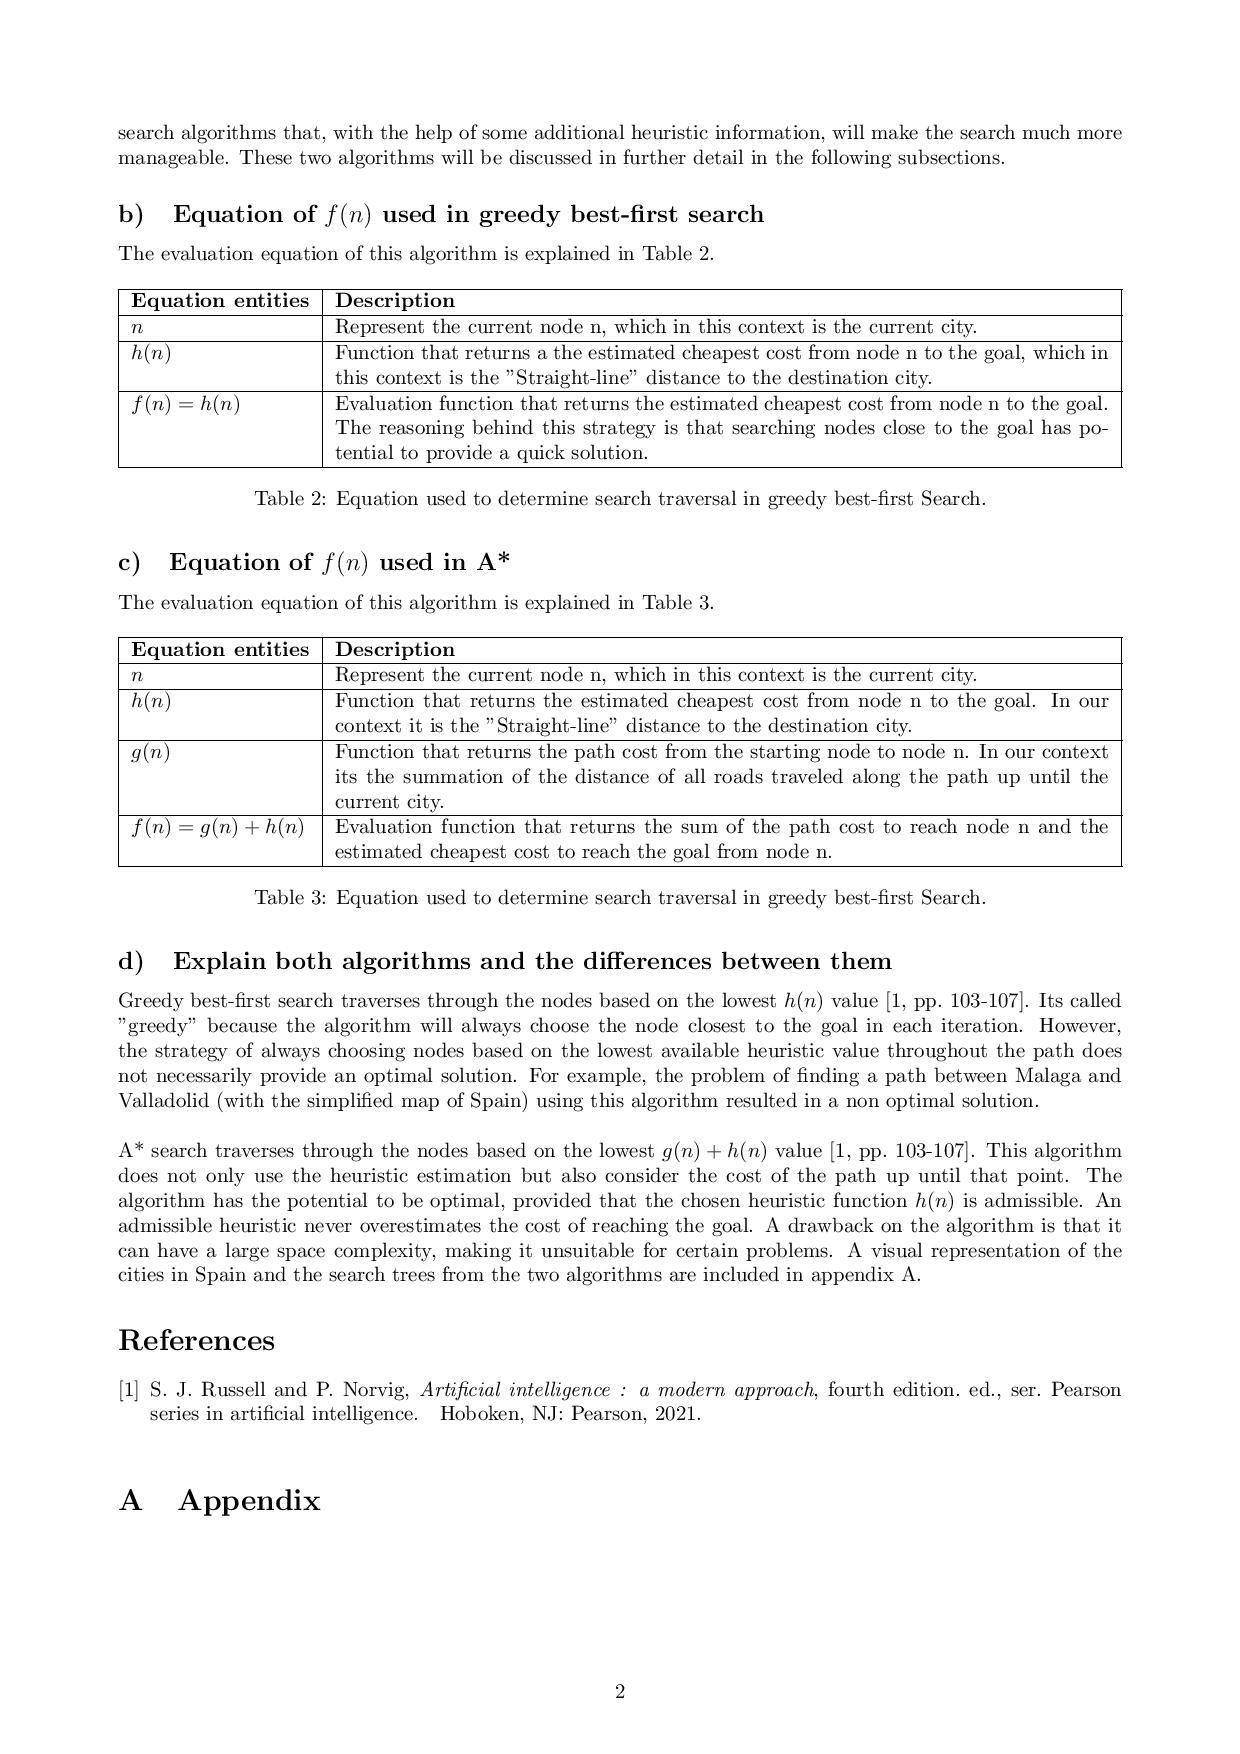 search algorithms that, with the help of some additional heuristic information, will make the search much more
manageable. These two algorithms will be discussed in further detail in the following subsections.
b) Equation of f(n) used in greedy best-first search
The evaluation equation of this algorithm is explained in Table 2.
Equation entities Description
n Represent the current node n, which in this context is the current city.
h(n) Function that returns a the estimated cheapest cost from node n to the goal, which in
this context is the ”Straight-line” distance to the destination city.
f(n) = h(n) Evaluation function that returns the estimated cheapest cost from node n to the goal.
The reasoning behind this strategy is that searching nodes close to the goal has po-
tential to provide a quick solution.
Table 2: Equation used to determine search traversal in greedy best-first Search.
c) Equation of f(n) used in A*
The evaluation equation of this algorithm is explained in Table 3.
Equation entities Description
n Represent the current node n, which in this context is the current city.
h(n) Function that returns the estimated cheapest cost from node n to the goal. In our
context it is the ”Straight-line” distance to the destination city.
g(n) Function that returns the path cost from the starting node to node n. In our context
its the summation of the distance of all roads traveled along the path up until the
current city.
f(n) = g(n) + h(n) Evaluation function that returns the sum of the path cost to reach node n and the
estimated cheapest cost to reach the goal from node n.
Table 3: Equation used to determine search traversal in greedy best-first Search.
d) Explain both algorithms and the differences between them
Greedy best-first search traverses through the nodes based on the lowest h(n) value [1, pp. 103-107]. Its called
”greedy” because the algorithm will always choose the node closest to the goal in each iteration. However,
the strategy of always choosing nodes based on the lowest available heuristic value throughout the path does
not necessarily provide an optimal solution. For example, the problem of finding a path between Malaga and
Valladolid (with the simplified map of Spain) using this algorithm resulted in a non optimal solution.
A* search traverses through the nodes based on the lowest g(n) + h(n) value [1, pp. 103-107]. This algorithm
does not only use the heuristic estimation but also consider the cost of the path up until that point. The
algorithm has the potential to be optimal, provided that the chosen heuristic function h(n) is admissible. An
admissible heuristic never overestimates the cost of reaching the goal. A drawback on the algorithm is that it
can have a large space complexity, making it unsuitable for certain problems. A visual representation of the
cities in Spain and the search trees from the two algorithms are included in appendix A.
References
[1] S. J. Russell and P. Norvig, Artificial intelligence : a modern approach, fourth edition. ed., ser. Pearson
series in artificial intelligence. Hoboken, NJ: Pearson, 2021.
A Appendix
2